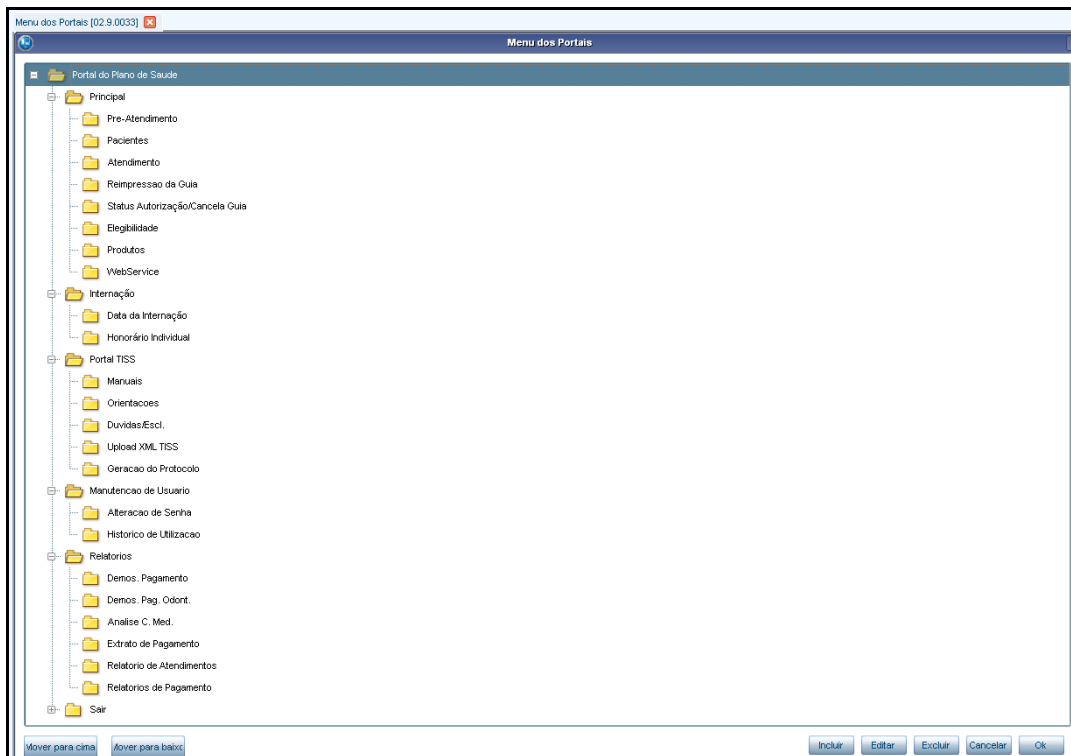 Menu dos Portais [02.9.0033]
Menu dos Portais
Portal do Plano de Saude
Principal
Pre-Atendimento
Pacientes
Atendimento
Reimpressao da Guia
Status Autorização/Cancela Guia
Elegibilidade
Produtos
WebService
Internação
Data da Internação
Honorário Individual
Portal TISS
Manuais
Orientacoes
Duvidas/Escl.
Upload XML TISS
Geracao do Protocolo
Manutencao de Usuario
Alteracao de Senha
Historico de Utilizacao
Relatorios
Demos. Pagamento
Demos. Pag. Odont.
Analise C. Med.
Extrato de Pagamento
Relatorio de Atendimentos
Relatorios de Pagamento
Sair
Mover para cima Mover para baixo Incluir Editar Excluir Cancelar Ok